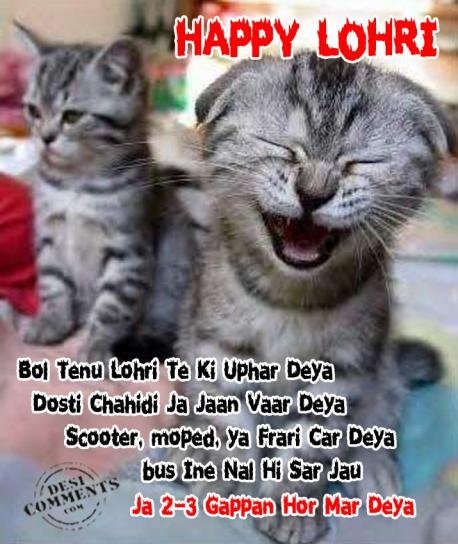 HAPPY LOHRI
Bol Tenu Lohri Te Ki Uphar Deya
Dosti Chahidi Ja Jaan Vaar Deya
Scooter, moped, ya Frari Car Deya
bus Ine Nal Hi Sar Jau
Ja 2-3 Gappan Hor Mar Deya
DESI
COMMENTS
.COM